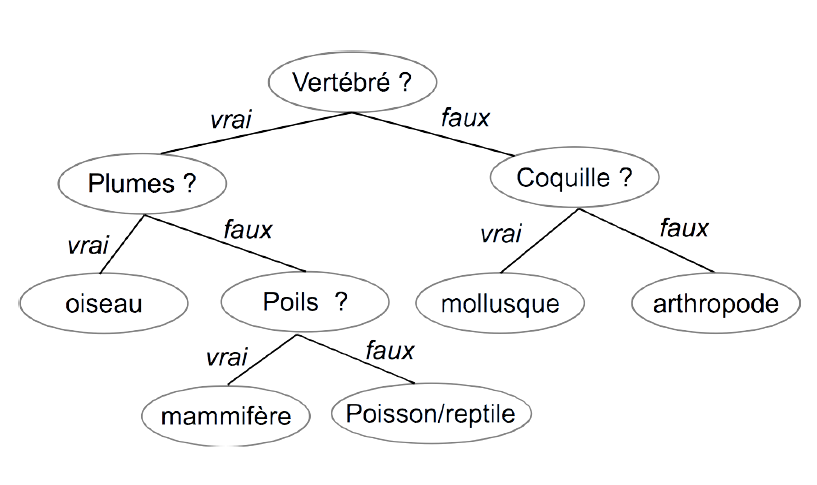 Vertébré ?
vrai
faux
Plumes ?
Coquille ?
vrai
faux
vrai
faux
oiseau
Poils ?
mollusque
arthropode
vrai
faux
mammifère
Poisson/reptile